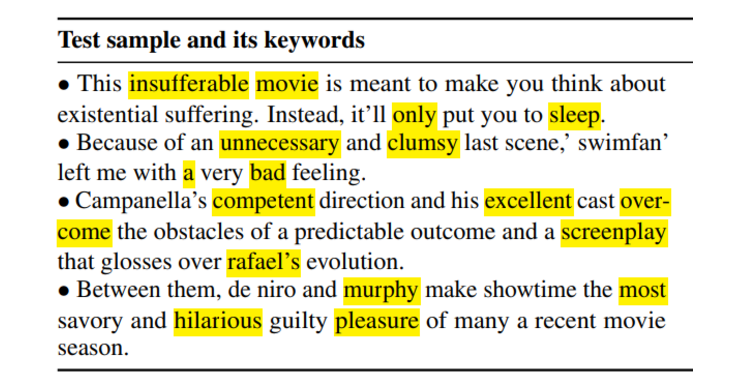 Test sample and its keywords
● This insufferable movie is meant to make you think about
existential suffering. Instead, it'll only put you to sleep.
● Because of an unnecessary and clumsy last scene,' swimfan'
left me with a very bad feeling.
● Campanella's competent direction and his excellent cast over-
come the obstacles of a predictable outcome and a screenplay
that glosses over rafael's evolution.
● Between them, de niro and murphy make showtime the most
savory and hilarious guilty pleasure of many a recent movie
season.